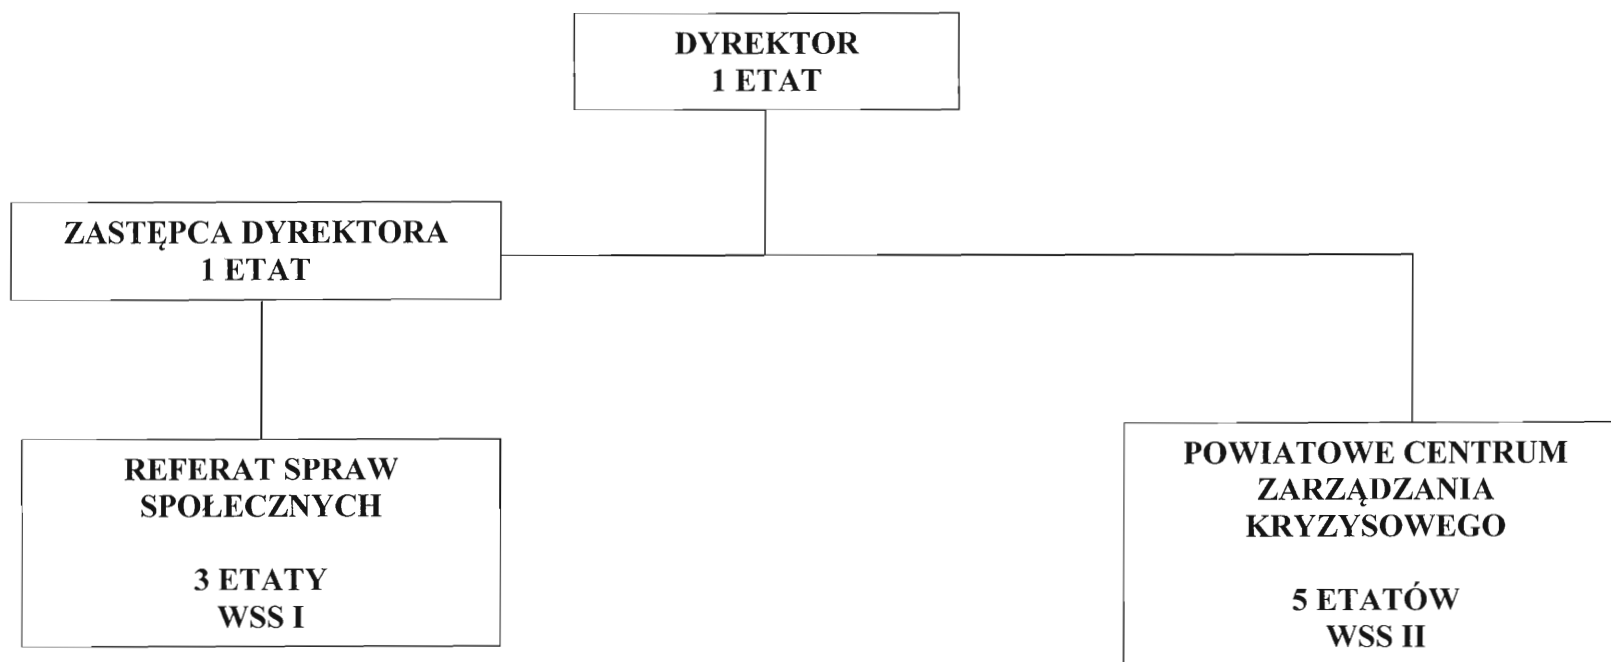 DYREKTOR
1 ETAT
ZASTĘPCA DYREKTORA
1 ETAT
REFERAT SPRAW
SPOŁECZNYCH
3 ETATY
WSS I
POWIATOWE CENTRUM
ZARZĄDZANIA
KRYZYSOWEGO
5 ETATÓW
WSS II